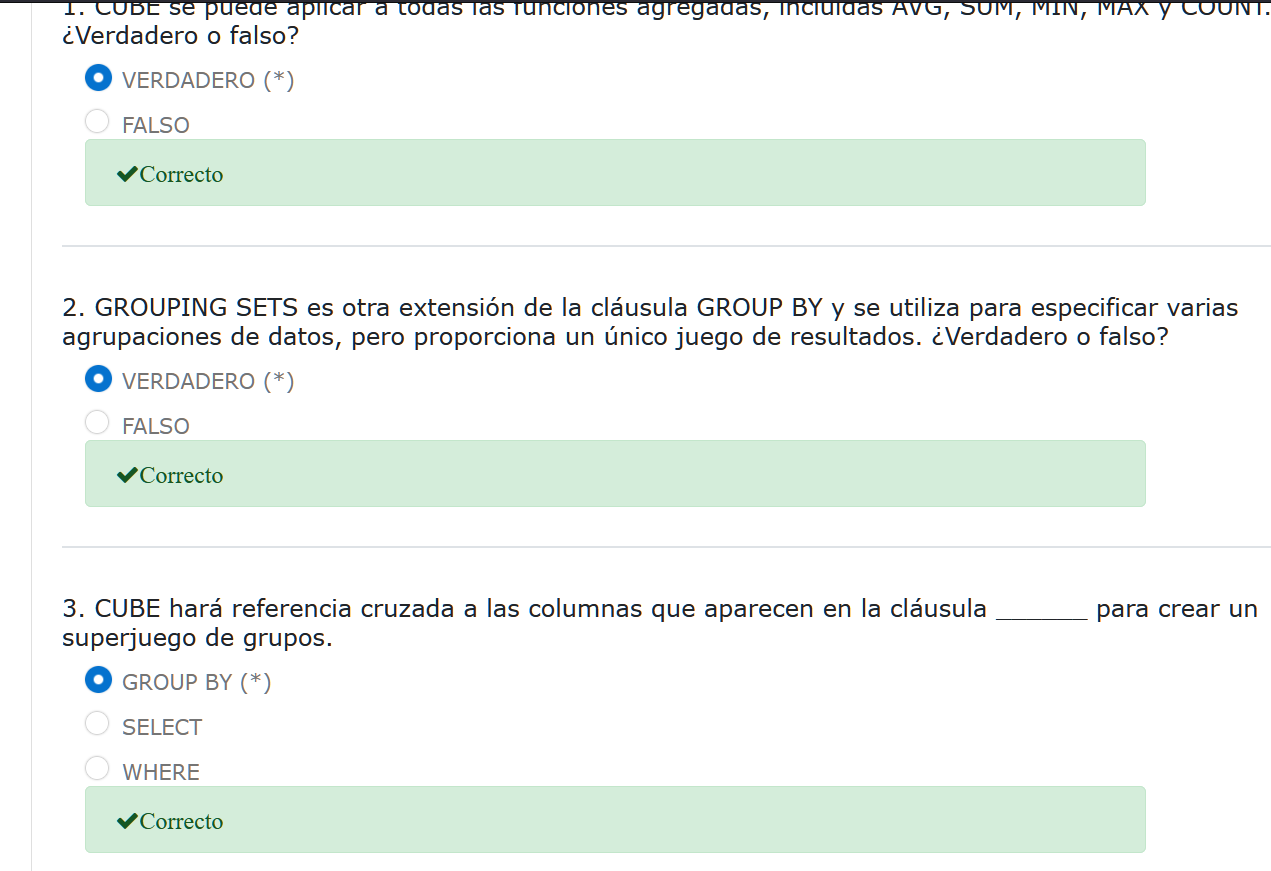 1. CUBE se puede aplicar a todas las funciones agregadas, incluidas AVG, SUM, MIN, MAX y COUNT.
¿Verdadero o falso?
VERDADERO (*)
FALSO
✔Correcto
2. GROUPING SETS es otra extensión de la cláusula GROUP BY y se utiliza para especificar varias
agrupaciones de datos, pero proporciona un único juego de resultados. ¿Verdadero o falso?
VERDADERO (*)
FALSO
✔Correcto
3. CUBE hará referencia cruzada a las columnas que aparecen en la cláusula _______ para crear un
superjuego de grupos.
GROUP BY (*)
SELECT
WHERE
✔Correcto